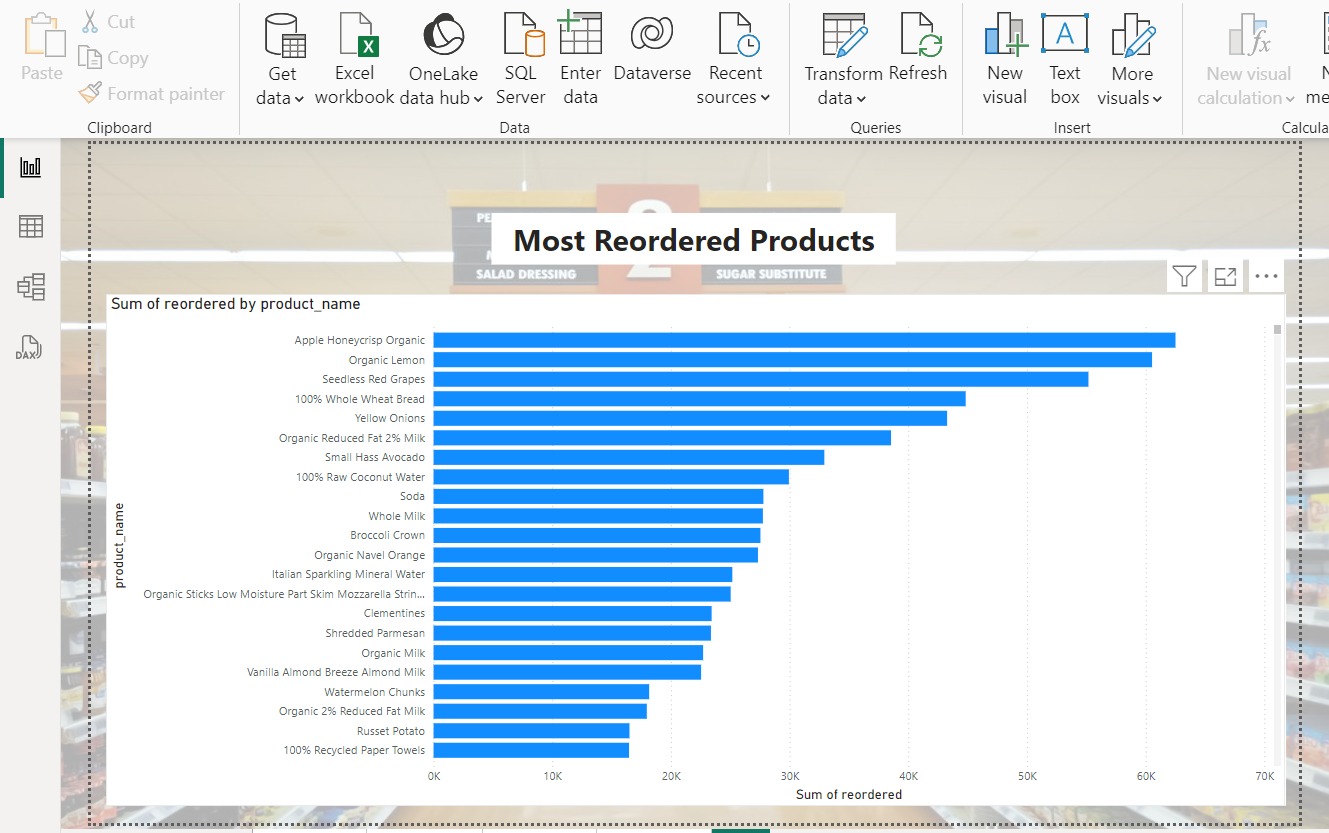 Paste
Cut
Copy
Format painter
Clipboard
Get data
Excel workbook
OneLake data hub
SQL Server
Enter data
Dataverse
Recent sources
Data
Transform data
Refresh
Queries
New visual
Text box
More visuals
Insert
New visual calculation
Calcula
DAX
SALAD DRESSING
2
SUGAR SUBSTITUTE
Most Reordered Products
Sum of reordered by product_name
product_name
Apple Honeycrisp Organic
Organic Lemon
Seedless Red Grapes
100% Whole Wheat Bread
Yellow Onions
Organic Reduced Fat 2% Milk
Small Hass Avocado
100% Raw Coconut Water
Soda
Whole Milk
Broccoli Crown
Organic Navel Orange
Italian Sparkling Mineral Water
Organic Sticks Low Moisture Part Skim Mozzarella Strin...
Clementines
Shredded Parmesan
Organic Milk
Vanilla Almond Breeze Almond Milk
Watermelon Chunks
Organic 2% Reduced Fat Milk
Russet Potato
100% Recycled Paper Towels
0K 10K 20K 30K 40K 50K 60K 70K
Sum of reordered